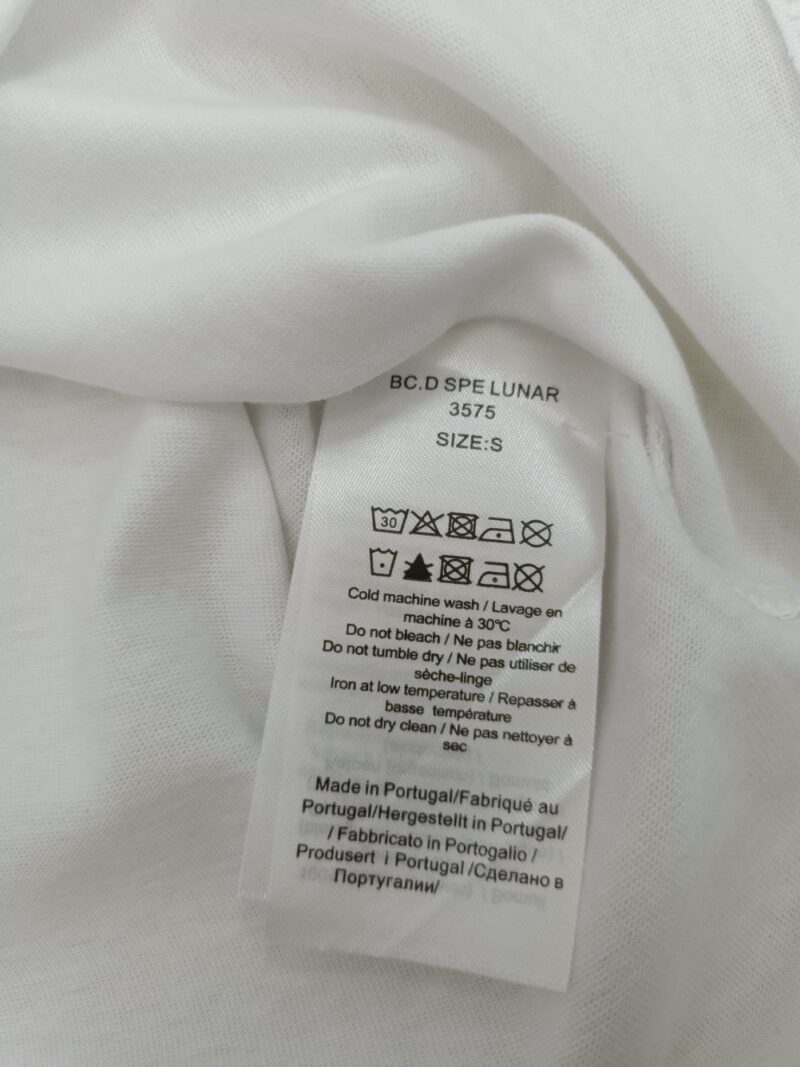 BC.D SPE LUNAR
3575
SIZE:S
30
Cold machine wash / Lavage en
machine à 30ºC
Do not bleach / Ne pas blanchir
Do not tumble dry / Ne pas utiliser de
sèche-linge
Iron at low temperature / Repasser à
basse température
Do not dry clean / Ne pas nettoyer à
sec
Made in Portugal/Fabriqué au
Portugal/Hergestellt in Portugal/
/ Fabbricato in Portogalio /
Produsert i Portugal /Сделано в
Португалии/